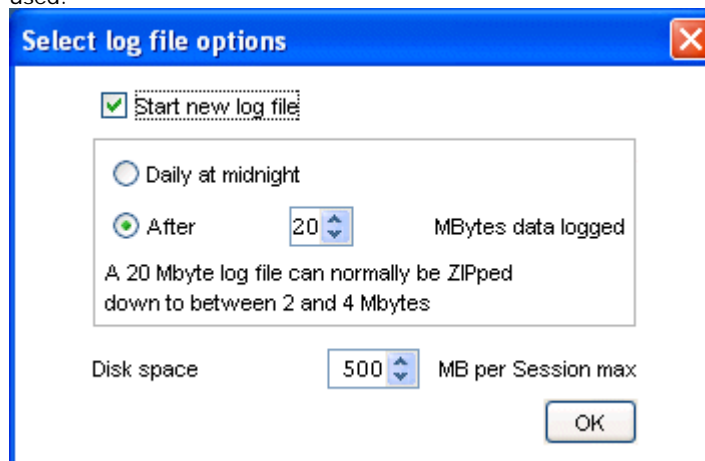 used.
Select log file options
Start new log file
Daily at midnight
After 20 MBytes data logged
A 20 Mbyte log file can normally be ZIPped
down to between 2 and 4 Mbytes
Disk space 500 MB per Session max
OK